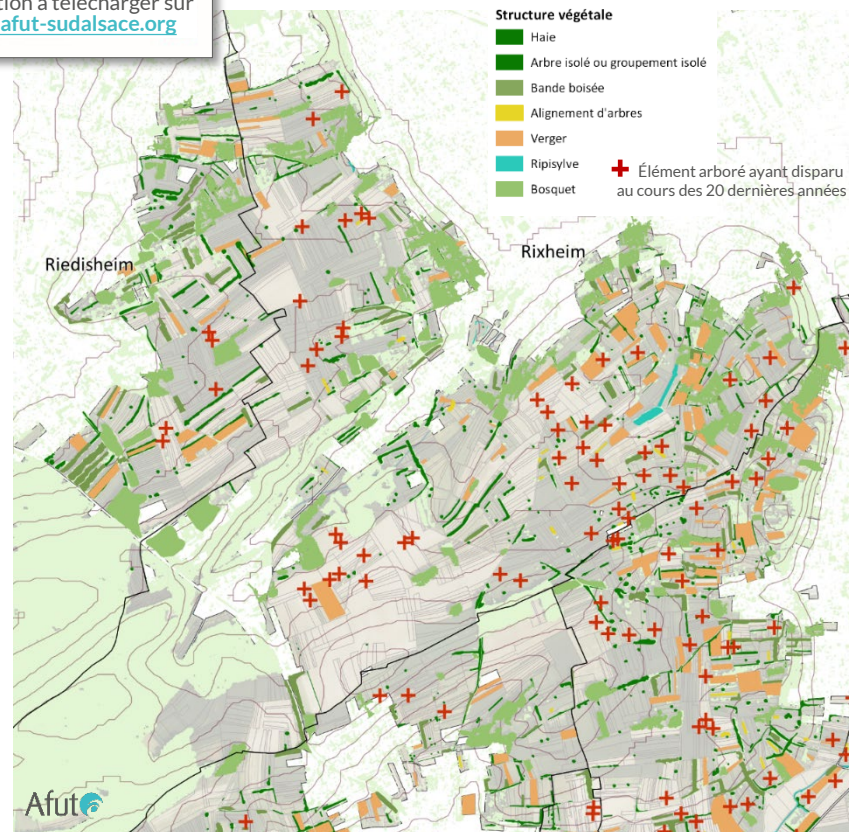 tion à télécharger sur
afut-sudalsace.org
Structure végétale
Haie
Arbre isolé ou groupement isolé
Bande boisée
Alignement d'arbres
Verger
Ripisylve
Bosquet
Élément arboré ayant disparu
au cours des 20 dernières années
Riedisheim
Rixheim
Afut